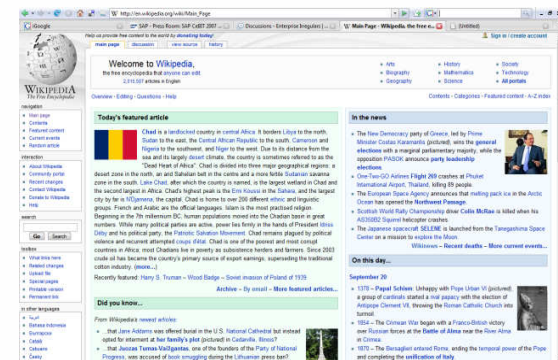 http://en.wikipedia.org/wiki/Main_Page
iGoogle
SAP - Press Room: SAP CeBIT 2007 -
Discussions - Enterprise Irregulars |
Main Page - Wikipedia, the free e...
(Untitled)
Help us provide free content to the world by donating today!
Sign in / create account
main page
discussion
view source
history
WIKIPEDIA
The Free Encyclopedia
navigation
Main page
Contents
Featured content
Current events
Random article
interaction
About Wikipedia
Community portal
Recent changes
Contact Wikipedia
Donate to Wikipedia
Help
search
Go
Search
toolbox
What links here
Related changes
Upload file
Special pages
Printable version
Permanent link
in other languages
Bahasa Indonesia
Català
Česky
Welcome to Wikipedia,
the free encyclopedia that anyone can edit.
articles in English
Arts
Biography
Geography
History
Mathematics
Science
Society
Technology
All portals
Overview · Editing · Questions · Help
Contents · Categories · Featured content · A–Z index
Today's featured article
Chad is a landlocked country in central Africa. It borders Libya to the north,
Sudan to the east, the Central African Republic to the south, Cameroon and
Nigeria to the southwest, and Niger to the west. Due to its distance from the
sea and its largely desert climate, the country is sometimes referred to as the
"Dead Heart of Africa". Chad is divided into three major geographical regions: a
desert zone in the north, an arid Sahelian belt in the centre and a more fertile Sudanian savanna
zone in the south. Lake Chad, after which the country is named, is the largest wetland in Chad and
the second largest in Africa. Chad's highest peak is the Emi Koussi in the Sahara, and the largest
city by far is N'Djamena, the capital. Chad is home to over 200 different ethnic and linguistic
groups. French and Arabic are the official languages. Islam is the most practised religion.
Beginning in the 7th millennium BC, human populations moved into the Chadian basin in great
numbers. While many political parties are active, power lies firmly in the hands of President Idriss
Déby and his political party, the Patriotic Salvation Movement. Chad remains plagued by political
violence and recurrent attempted coups d'état. Chad is one of the poorest and most corrupt
countries in Africa; most Chadians live in poverty as subsistence herders and farmers. Since 2003
crude oil has become the country's primary source of export earnings, superseding the traditional
cotton industry. (more...)
Recently featured: Harry S. Truman – Wood Badge – Soviet invasion of Poland of 1939
Archive – By email – More featured articles...
Did you know...
From Wikipedia's newest articles:
...that Jane Addams was offered burial in the U.S. National Cathedral but instead
opted for interment at her family's plot (pictured) in Cedarville, Illinois?
...that Juozas Tumas-Vaižgantas, one of the founders of the Party of National
Progress, was accused of book smuggling during the Lithuanian press ban?
In the news
The New Democracy party of Greece, led by Prime
Minister Costas Karamanlis (pictured), wins the general
elections with a marginal parliamentary majority, while the
opposition PASOK announce party leadership
elections
One-Two-GO Airlines Flight 269 crashes at Phuket
International Airport, Thailand, killing 89 people.
The European Space Agency announces that melting pack ice in the Arctic
Ocean has opened the Northwest Passage.
Scottish World Rally Championship driver Colin McRae is killed when his
AS350B2 Squirrel helicopter crashes.
The Japanese spacecraft SELENE is launched from the Tanegashima Space
Center on a mission to explore the Moon.
Wikinews – Recent deaths – More current events...
On this day...
September 20
1378 – Papal Schism: Unhappy with Pope Urban VI (pictured),
a group of cardinals started a rival papacy with the election of
Antipope Clement VII, throwing the Roman Catholic Church into
turmoil.
1854 – The Crimean War began with a Franco-British victory
over Russian forces at the Battle of Alma near the River Alma
in Crimea.
1870 – The Bersaglieri entered Rome, ending the temporal power of the Pope
and completing the unification of Italy.